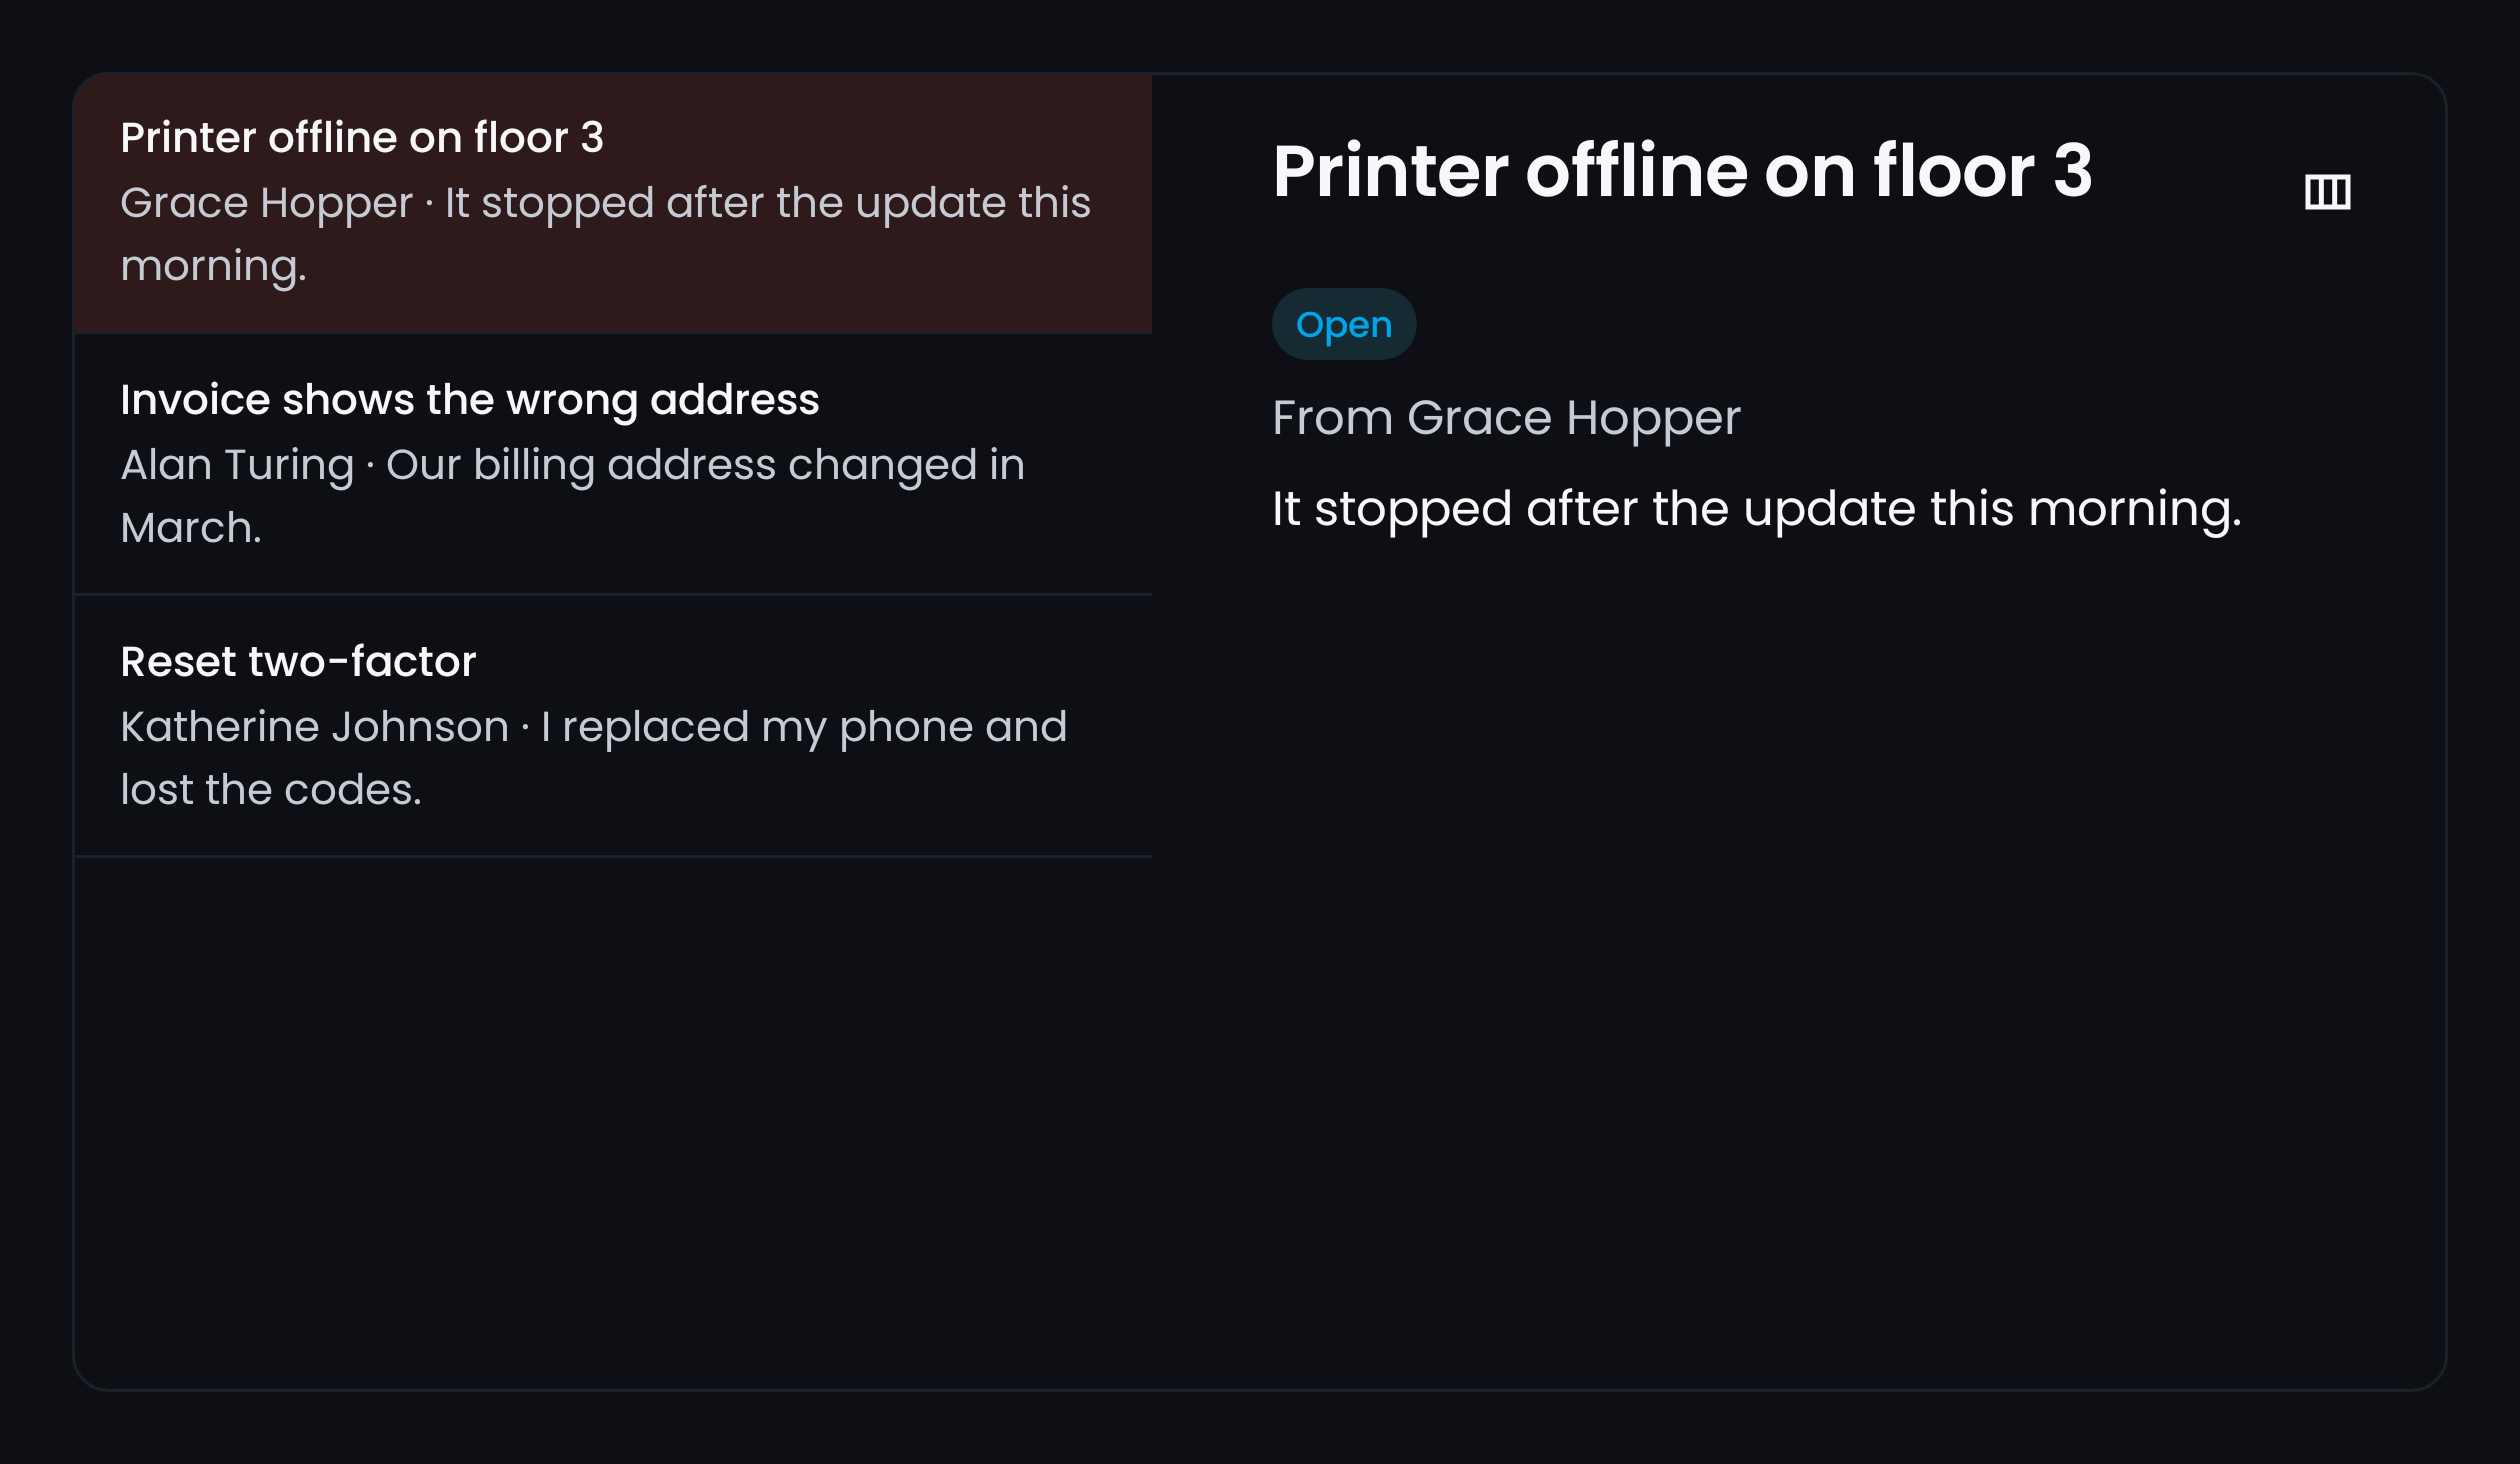 Printer offline on floor 3
Grace Hopper · It stopped after the update this
morning.
Invoice shows the wrong address
Alan Turing · Our billing address changed in
March.
Reset two-factor
Katherine Johnson · I replaced my phone and
lost the codes.
Printer offline on floor 3
Open
From Grace Hopper
It stopped after the update this morning.